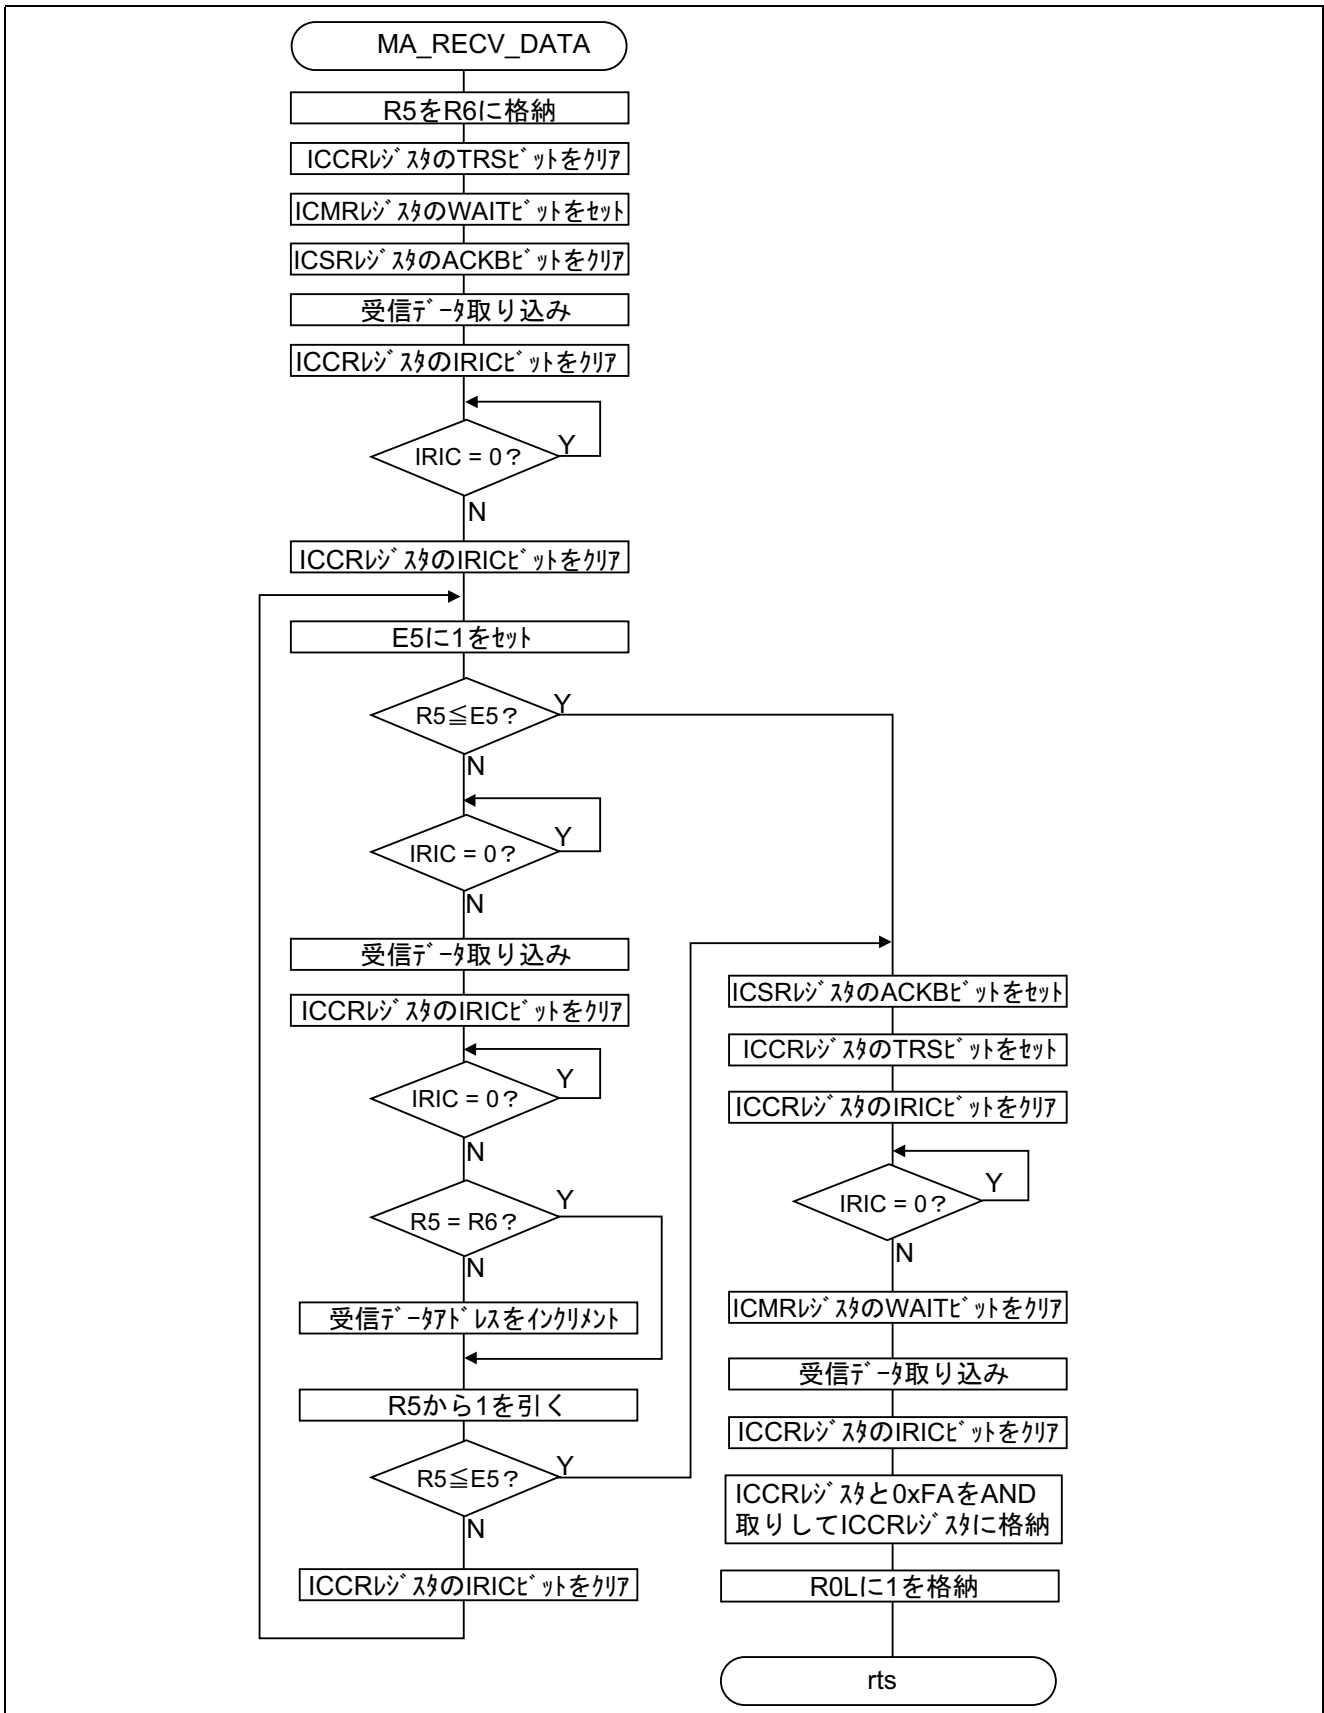 MA_RECV_DATA
R5をR6に格納
ICCRﾚｼﾞｽﾀのTRSﾋﾞｯﾄをｸﾘｱ
ICMRﾚｼﾞｽﾀのWAITﾋﾞｯﾄをｾｯﾄ
ICSRﾚｼﾞｽﾀのACKBﾋﾞｯﾄをｸﾘｱ
受信ﾃﾞｰﾀ取り込み
ICCRﾚｼﾞｽﾀのIRICﾋﾞｯﾄをｸﾘｱ
IRIC = 0？
Y
N
ICCRﾚｼﾞｽﾀのIRICﾋﾞｯﾄをｸﾘｱ
E5に1をｾｯﾄ
R5≦E5？
Y
N
IRIC = 0？
Y
N
受信ﾃﾞｰﾀ取り込み
ICCRﾚｼﾞｽﾀのIRICﾋﾞｯﾄをｸﾘｱ
IRIC = 0？
Y
N
R5 = R6？
Y
N
受信ﾃﾞｰﾀｱﾄﾞﾚｽをｲﾝｸﾘﾒﾝﾄ
R5から1を引く
R5≦E5？
Y
N
ICCRﾚｼﾞｽﾀのIRICﾋﾞｯﾄをｸﾘｱ
ICSRﾚｼﾞｽﾀのACKBﾋﾞｯﾄをｾｯﾄ
ICCRﾚｼﾞｽﾀのTRSﾋﾞｯﾄをｾｯﾄ
ICCRﾚｼﾞｽﾀのIRICﾋﾞｯﾄをｸﾘｱ
IRIC = 0？
Y
N
ICMRﾚｼﾞｽﾀのWAITﾋﾞｯﾄをｸﾘｱ
受信ﾃﾞｰﾀ取り込み
ICCRﾚｼﾞｽﾀのIRICﾋﾞｯﾄをｸﾘｱ
ICCRﾚｼﾞｽﾀと0xFAをAND
取りしてICCRﾚｼﾞｽﾀに格納
R0Lに1を格納
rts